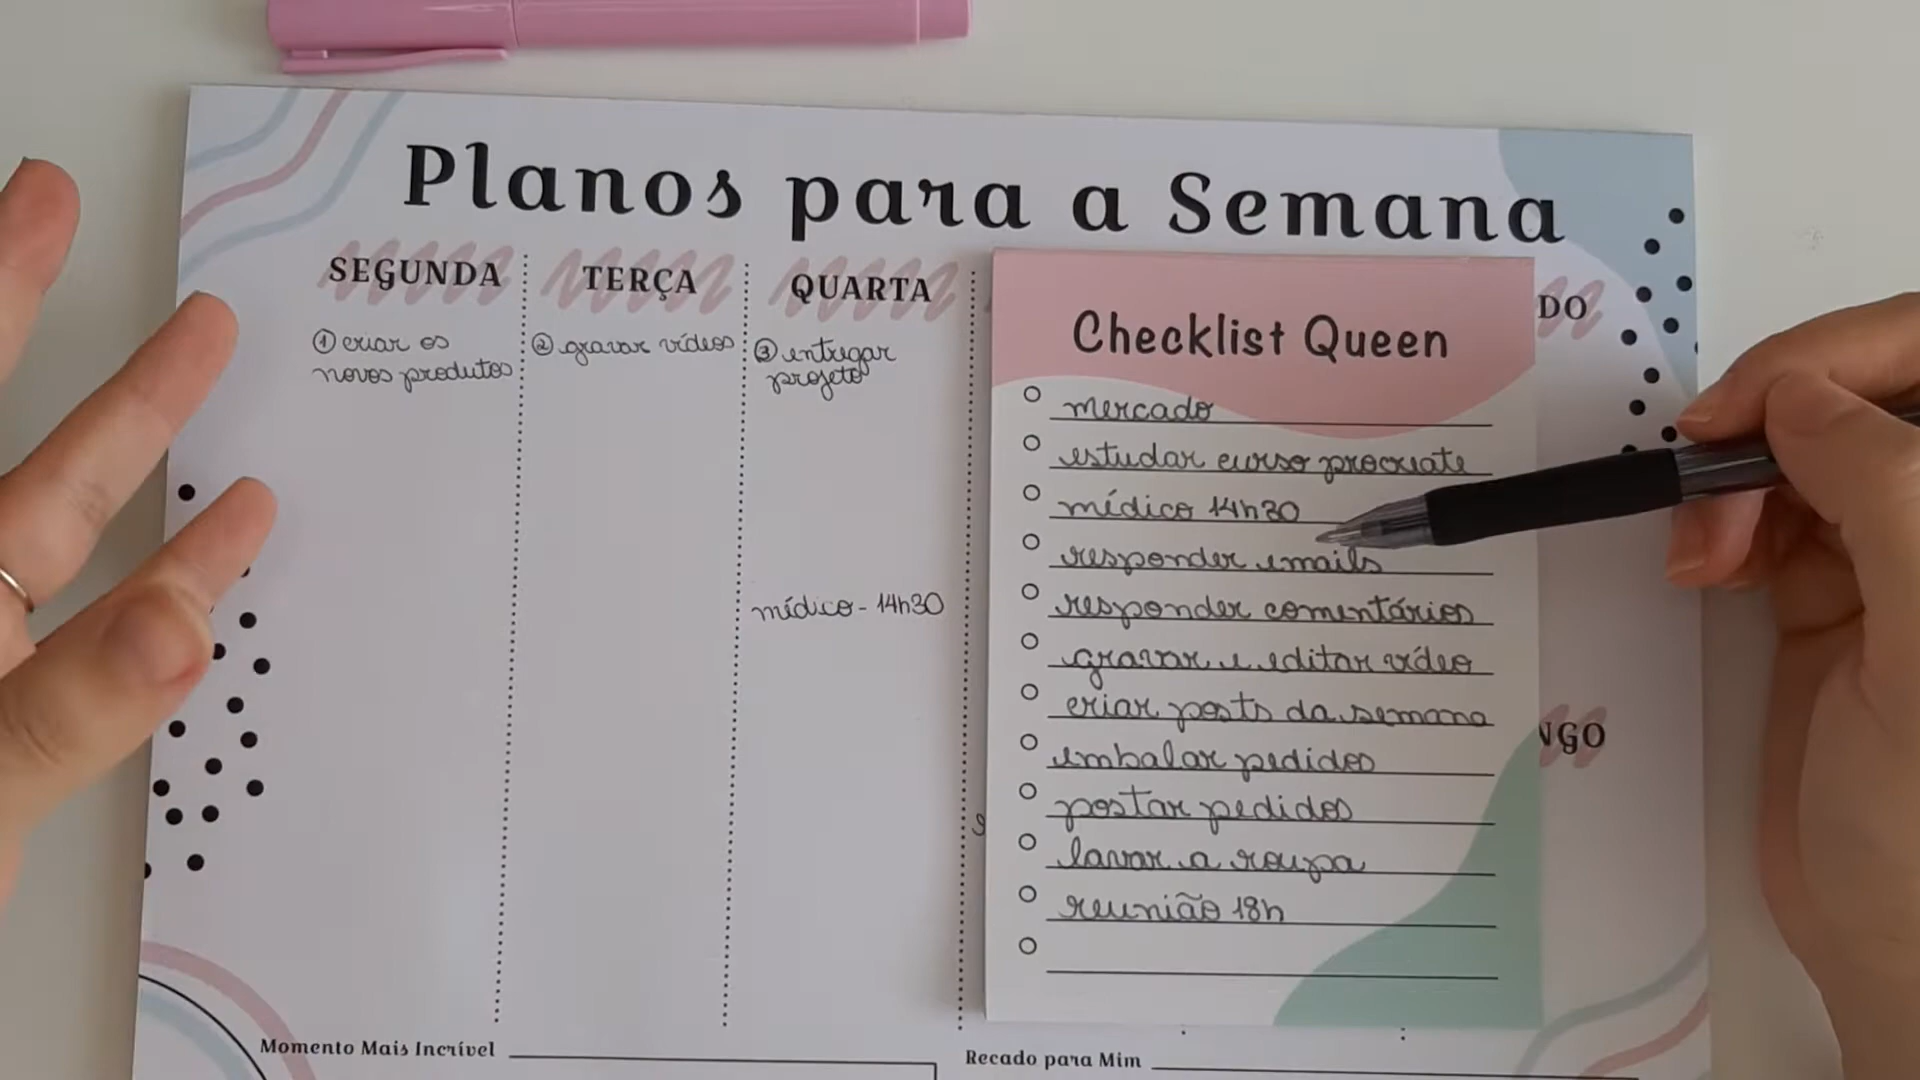 Planos para a Semana
SEGUNDA
① criar os
novos produtos
TERÇA
② gravar vídeos
QUARTA
③ entregar
projeto
médico - 14h30
Checklist Queen
mercado
estudar curso procreate
médico 14h30
responder emails
responder comentários
gravar e editar vídeo
criar posts da semana
embalar pedidos
postar pedidos
lavar a roupa
reunião 18h
DO
NGO
Momento Mais Incrível
Recado para Mim